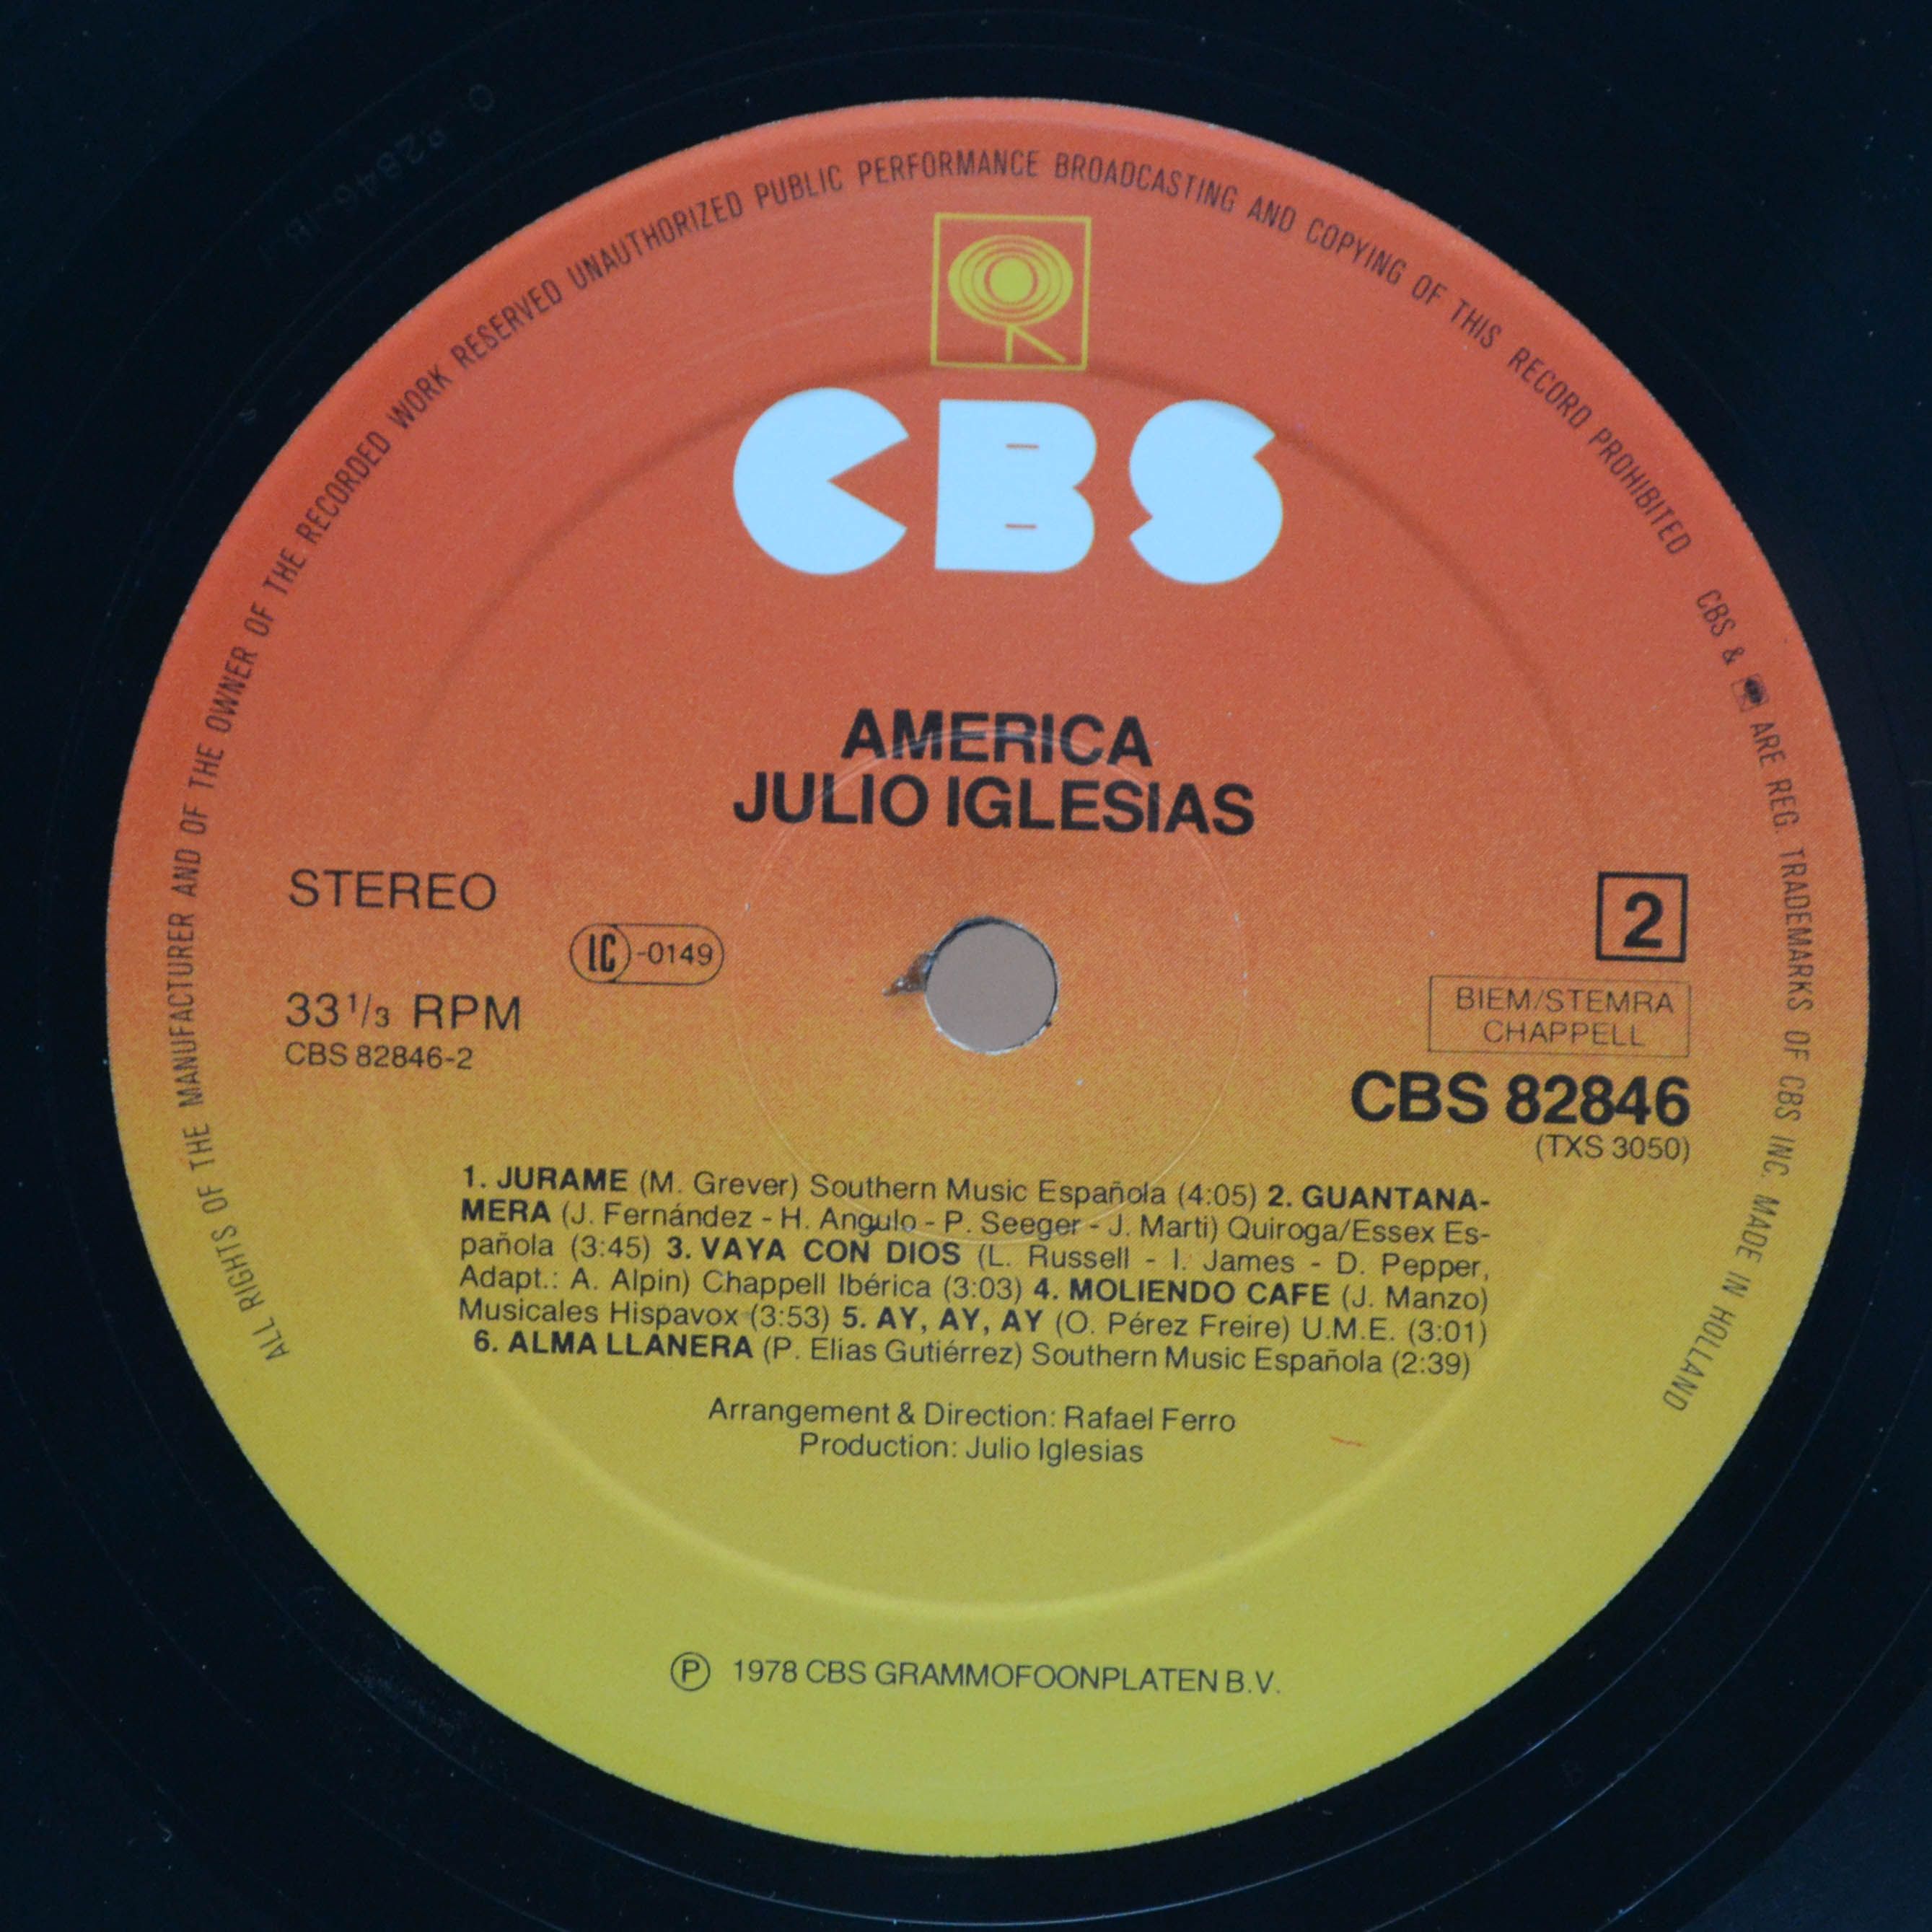 ALL RIGHTS OF THE MANUFACTURER AND OF THE OWNER OF THE RECORDED WORK RESERVED UNAUTHORIZED PUBLIC PERFORMANCE BROADCASTING AND COPYING OF THIS RECORD PROHIBITED CBS & ARE REG. TRADEMARKS OF CBS INC. MADE IN HOLLAND
CBS
AMERICA
JULIO IGLESIAS
STEREO
LC-0149
33 1/3 RPM
CBS 82846-2
2
BIEM/STEMRA
CHAPPELL
CBS 82846
(TXS 3050)
1. JURAME (M. Grever) Southern Music Española (4:05) 2. GUANTANA-
MERA (J. Fernández - H. Angulo - P. Seeger - J. Marti) Quiroga/Essex Es-
pañola (3:45) 3. VAYA CON DIOS (L. Russell - I. James - D. Pepper,
Adapt.: A. Alpin) Chappell Ibérica (3:03) 4. MOLIENDO CAFE (J. Manzo)
Musicales Hispavox (3:53) 5. AY, AY, AY (O. Pérez Freire) U.M.E. (3:01)
6. ALMA LLANERA (P. Elias Gutiérrez) Southern Music Española (2:39)
Arrangement & Direction: Rafael Ferro
Production: Julio Iglesias
℗ 1978 CBS GRAMMOFOONPLATEN B.V.